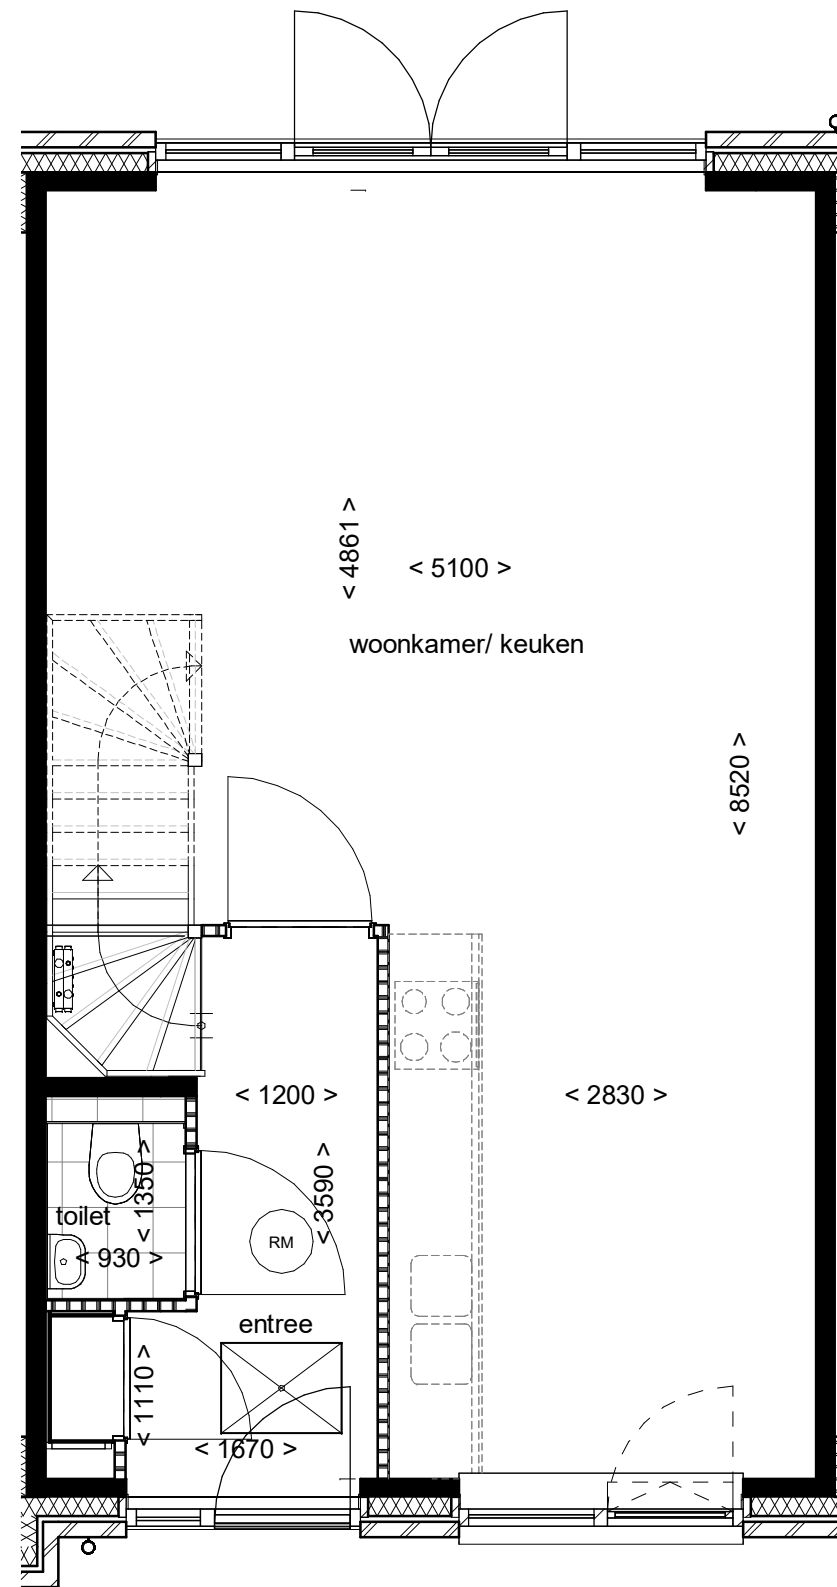 < 4861 >
< 5100 >
woonkamer/ keuken
< 8520 >
< 1200 >
< 2830 >
< 1350 >
< 3590 >
toilet
RM
< 930 >
entree
< 1110 >
< 1670 >